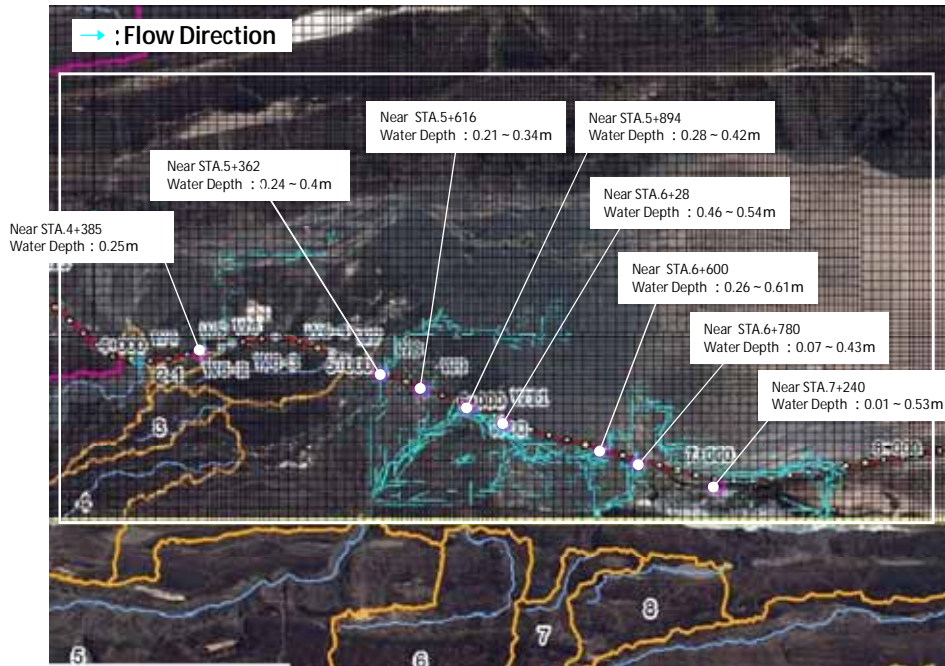 → : Flow Direction
Near STA.5+616
Water Depth : 0.21 ~ 0.34m
Near STA.5+894
Water Depth : 0.28 ~ 0.42m
Near STA.5+362
Water Depth : 0.24 ~ 0.4m
Near STA.6+28
Water Depth : 0.46 ~ 0.54m
Near STA.4+385
Water Depth : 0.25m
Near STA.6+600
Water Depth : 0.26 ~ 0.61m
Near STA.6+780
Water Depth : 0.07 ~ 0.43m
Near STA.7+240
Water Depth : 0.01 ~ 0.53m
3
4
7+000
8+000
5
6
7
8